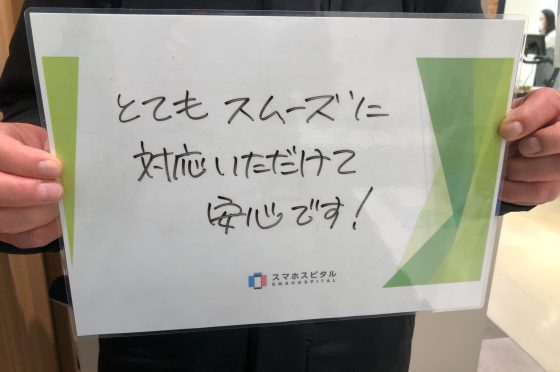 とてもスムーズに
対応いただけて
安心です!
スマホスピタル
SMAHOSPITAL